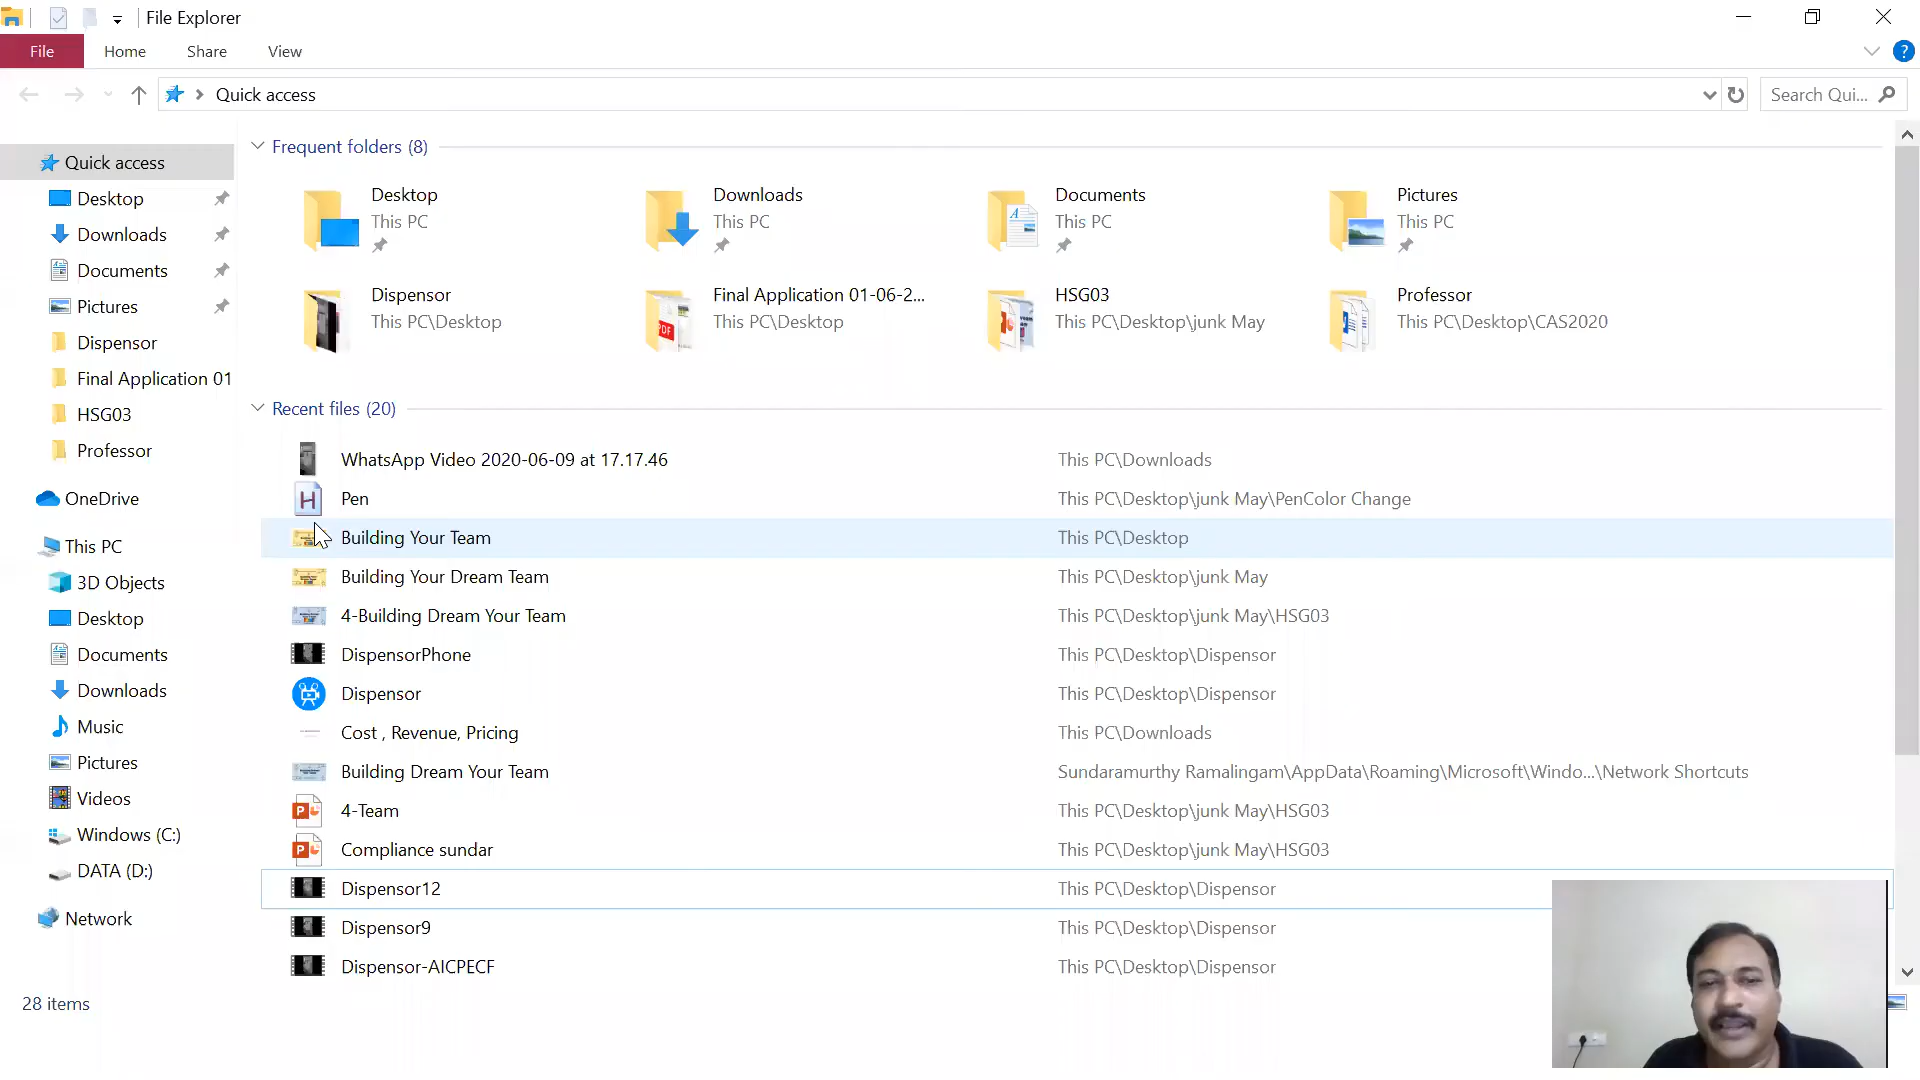 File Explorer
File Home Share View ?
Quick access Search Qui...
Quick access
Desktop
Downloads
Documents
Pictures
Dispensor
Final Application 01
HSG03
Professor
OneDrive
This PC
3D Objects
Desktop
Documents
Downloads
Music
Pictures
Videos
Windows (C:)
DATA (D:)
Network
Frequent folders (8)
Desktop
This PC
Downloads
This PC
Documents
This PC
Pictures
This PC
Dispensor
This PC\Desktop
Final Application 01-06-2...
This PC\Desktop
HSG03
This PC\Desktop\junk May
Professor
This PC\Desktop\CAS2020
Recent files (20)
WhatsApp Video 2020-06-09 at 17.17.46 This PC\Downloads
Pen This PC\Desktop\junk May\PenColor Change
Building Your Team This PC\Desktop
Building Your Dream Team This PC\Desktop\junk May
4-Building Dream Your Team This PC\Desktop\junk May\HSG03
DispensorPhone This PC\Desktop\Dispensor
Dispensor This PC\Desktop\Dispensor
Cost , Revenue, Pricing This PC\Downloads
Building Dream Your Team Sundaramurthy Ramalingam\AppData\Roaming\Microsoft\Windo...\Network Shortcuts
4-Team This PC\Desktop\junk May\HSG03
Compliance sundar This PC\Desktop\junk May\HSG03
Dispensor12 This PC\Desktop\Dispensor
Dispensor9 This PC\Desktop\Dispensor
Dispensor-AICPECF This PC\Desktop\Dispensor
28 items